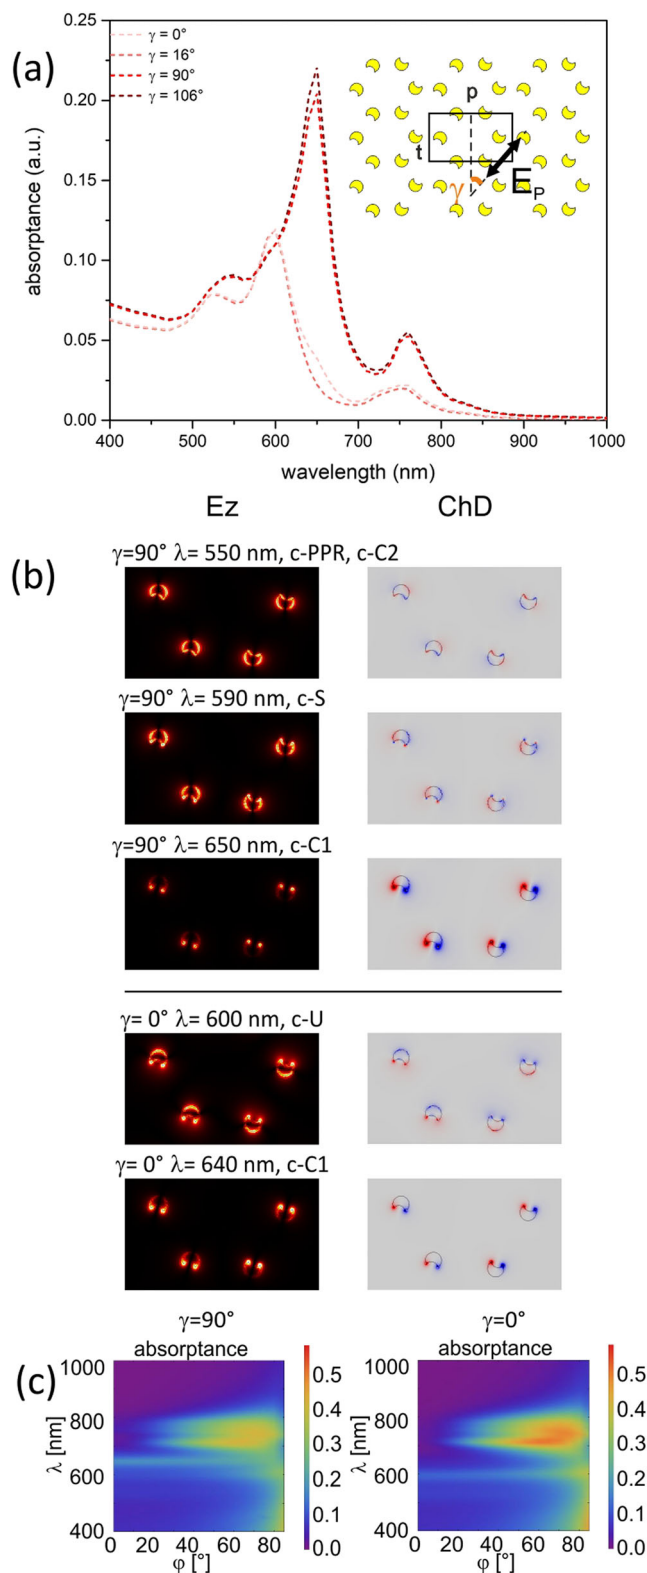 (a)
0.25
0.20
0.15
0.10
0.05
0.00
absorptance (a.u.)
γ = 0°
γ = 16°
γ = 90°
γ = 106°
p
t
γ
E_P
400 500 600 700 800 900 1000
wavelength (nm)
Ez ChD
(b)
γ=90° λ= 550 nm, c-PPR, c-C2
γ=90° λ= 590 nm, c-S
γ=90° λ= 650 nm, c-C1
γ= 0° λ= 600 nm, c-U
γ= 0° λ= 640 nm, c-C1
(c)
γ=90°
absorptance
1000
800
600
400
λ [nm]
0 20 40 60 80
φ [°]
0.5
0.4
0.3
0.2
0.1
0.0
γ=0°
absorptance
1000
800
600
400
λ [nm]
0 20 40 60 80
φ [°]
0.5
0.4
0.3
0.2
0.1
0.0